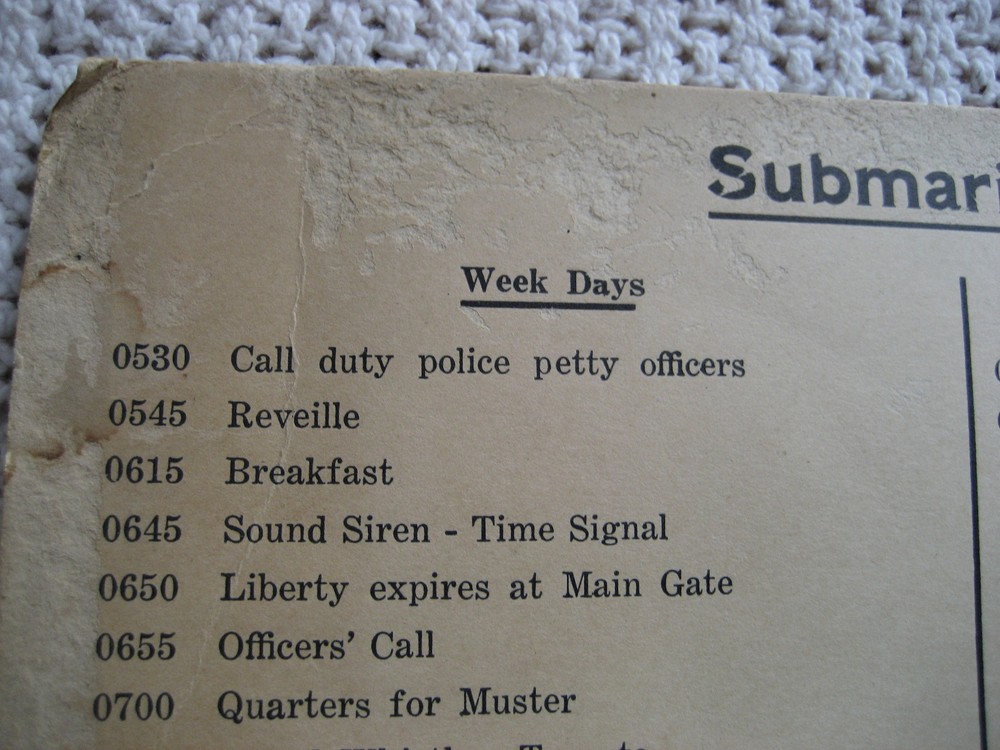 Submari
Week Days
0530 Call duty police petty officers
0545 Reveille
0615 Breakfast
0645 Sound Siren - Time Signal
0650 Liberty expires at Main Gate
0655 Officers' Call
0700 Quarters for Muster